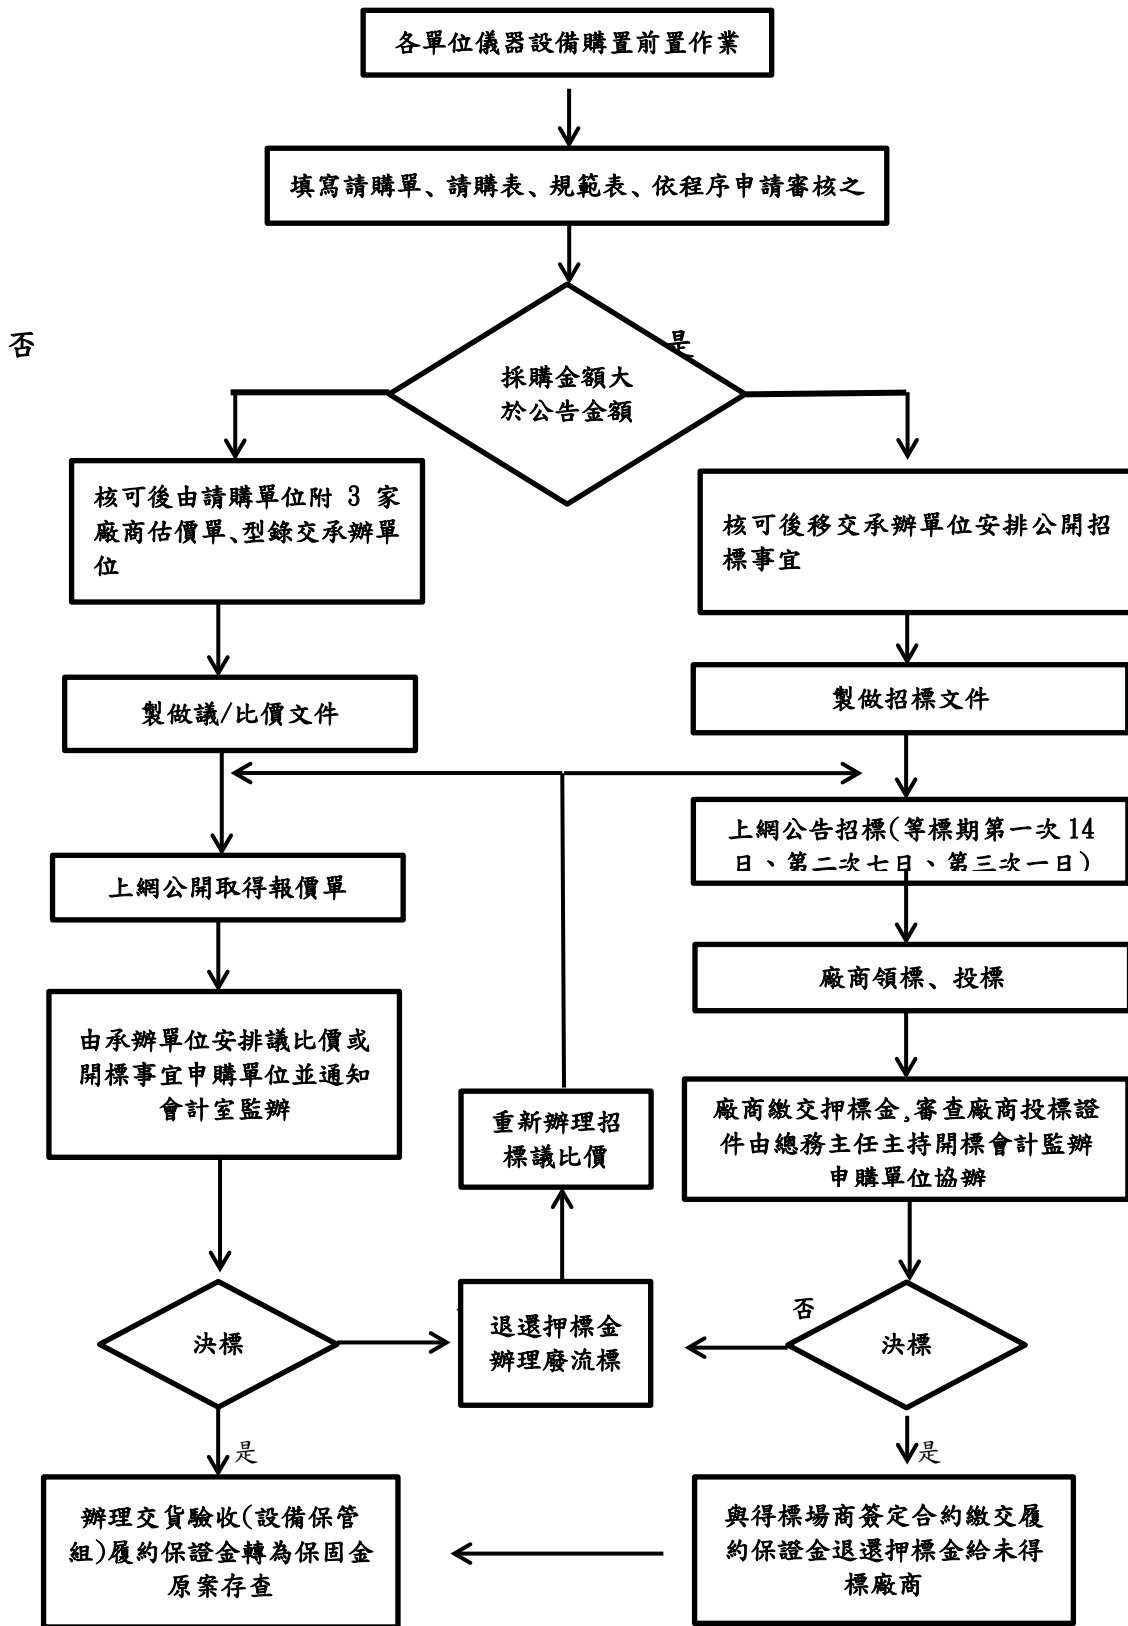 各單位儀器設備購置前置作業
填寫請購單、請購表、規範表、依程序申請審核之
否
是
採購金額大
於公告金額
核可後由請購單位附 3 家
廠商估價單、型錄交承辦單
位
核可後移交承辦單位安排公開招
標事宜
製做議/比價文件
製做招標文件
上網公告招標(等標期第一次 14
日、第二次七日、第三次一日)
上網公開取得報價單
廠商領標、投標
由承辦單位安排議比價或
開標事宜申購單位並通知
會計室監辦
重新辦理招
標議比價
廠商繳交押標金,審查廠商投標證
件由總務主任主持開標會計監辦
申購單位協辦
決標
退還押標金
辦理廢流標
否
決標
是
是
辦理交貨驗收(設備保管
組)履約保證金轉為保固金
原案存查
與得標場商簽定合約繳交履
約保證金退還押標金給未得
標廠商